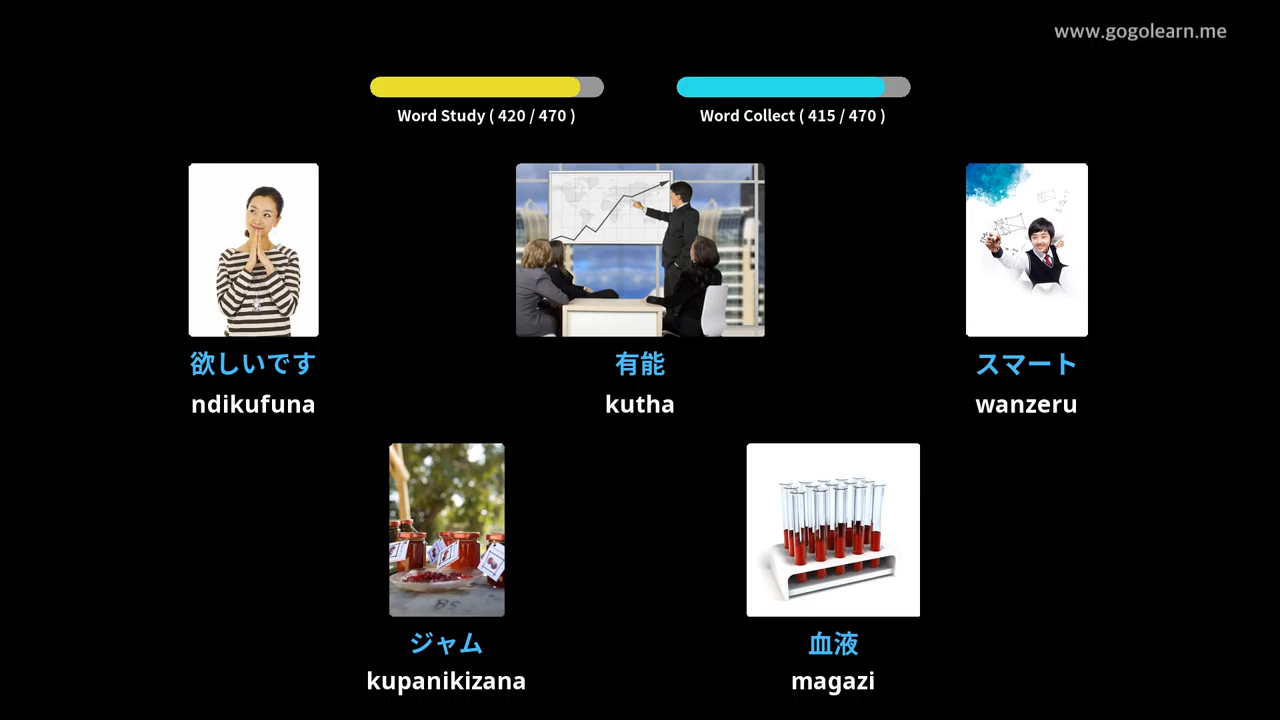 www.gogolearn.me
Word Study ( 420 / 470 )
Word Collect ( 415 / 470 )
欲しいです
ndikufuna
有能
kutha
スマート
wanzeru
ジャム
kupanikizana
血液
magazi